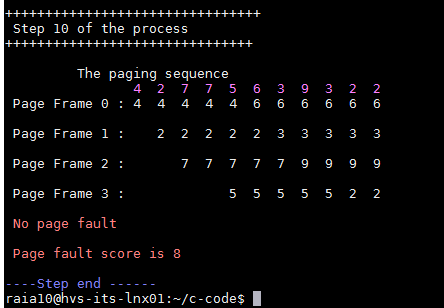 ++++++++++++++++++++++++++++++++
Step 10 of the process
+++++++++++++++++++++++++++++++
The paging sequence
4 2 7 7 5 6 3 9 3 2 2
Page Frame 0 : 4 4 4 4 4 6 6 6 6 6 6
Page Frame 1 : 2 2 2 2 2 3 3 3 3 3
Page Frame 2 : 7 7 7 7 7 9 9 9 9
Page Frame 3 : 5 5 5 5 5 2 2
No page fault
Page fault score is 8
----Step end ------
raia10@hvs-its-lnx01:~/c-code$